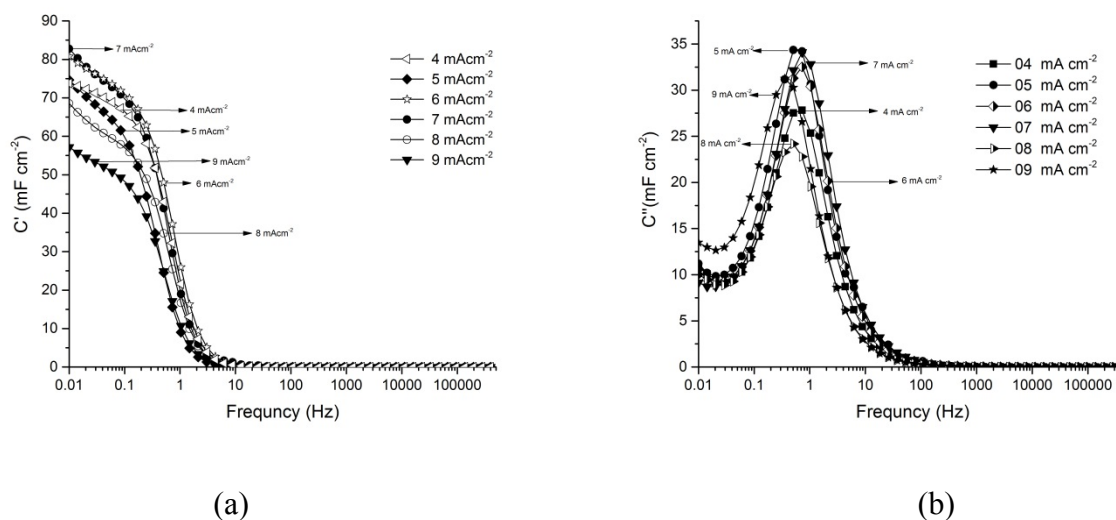 90
80
70
60
50
40
30
20
10
0
C' (mF cm-2)
0.01 0.1 1 10 100 1000 10000 100000
Frequncy (Hz)
7 mAcm-2
4 mAcm-2
5 mAcm-2
9 mAcm-2
6 mAcm-2
8 mAcm-2
4 mAcm-2
5 mAcm-2
6 mAcm-2
7 mAcm-2
8 mAcm-2
9 mAcm-2
(a)
35
30
25
20
15
10
5
0
C"(mF cm-2)
0.01 0.1 1 10 100 1000 10000 100000
Frequncy (Hz)
5 mA cm-2
7 mA cm-2
9 mA cm-2
4 mA cm-2
8 mA cm-2
6 mA cm-2
04 mA cm-2
05 mA cm-2
06 mA cm-2
07 mA cm-2
08 mA cm-2
09 mA cm-2
(b)